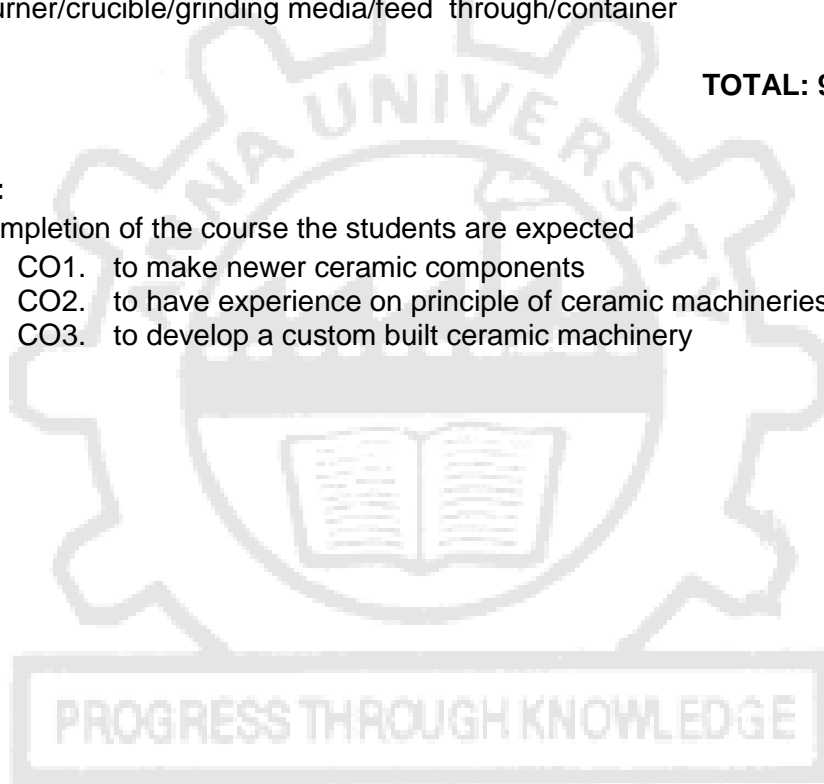 urner/crucible/grinding media/feed through/container
TOTAL: 9
:
mpletion of the course the students are expected
CO1. to make newer ceramic components
CO2. to have experience on principle of ceramic machineries
CO3. to develop a custom built ceramic machinery
ANNA UNIVERSITY
PROGRESS THROUGH KNOWLEDGE